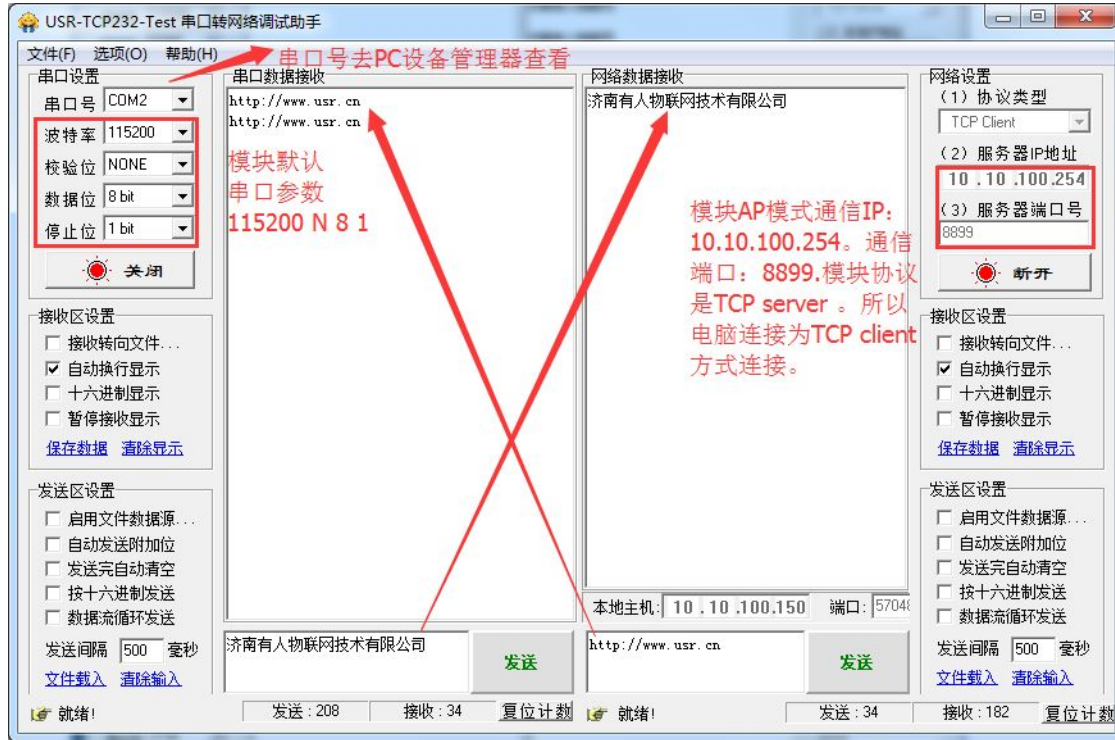 USR-TCP232-Test 串口转网络调试助手
文件(F) 选项(O) 帮助(H)
串口号去PC设备管理器查看
串口设置
串口号 COM2
波特率 115200
校验位 NONE
数据位 8 bit
停止位 1 bit
关闭
接收区设置
接收转向文件...
自动换行显示
十六进制显示
暂停接收显示
保存数据 清除显示
发送区设置
启用文件数据源...
自动发送附加位
发送完自动清空
按十六进制发送
数据流循环发送
发送间隔 500 毫秒
文件载入 清除输入
串口数据接收
http://www.usr.cn
http://www.usr.cn
模块默认
串口参数
115200 N 8 1
济南有人物联网技术有限公司
发送
网络数据接收
济南有人物联网技术有限公司
模块AP模式通信IP：
10.10.100.254。通信
端口：8899.模块协议
是TCP server 。所以
电脑连接为TCP client
方式连接。
本地主机: 10 .10 .100.150 端口: 57048
http://www.usr.cn
发送
网络设置
(1) 协议类型
TCP Client
(2) 服务器IP地址
10 .10 .100.254
(3) 服务器端口号
8899
断开
接收区设置
接收转向文件...
自动换行显示
十六进制显示
暂停接收显示
保存数据 清除显示
发送区设置
启用文件数据源...
自动发送附加位
发送完自动清空
按十六进制发送
数据流循环发送
发送间隔 500 毫秒
文件载入 清除输入
就绪! 发送:208 接收:34 复位计数
就绪! 发送:34 接收:182 复位计数